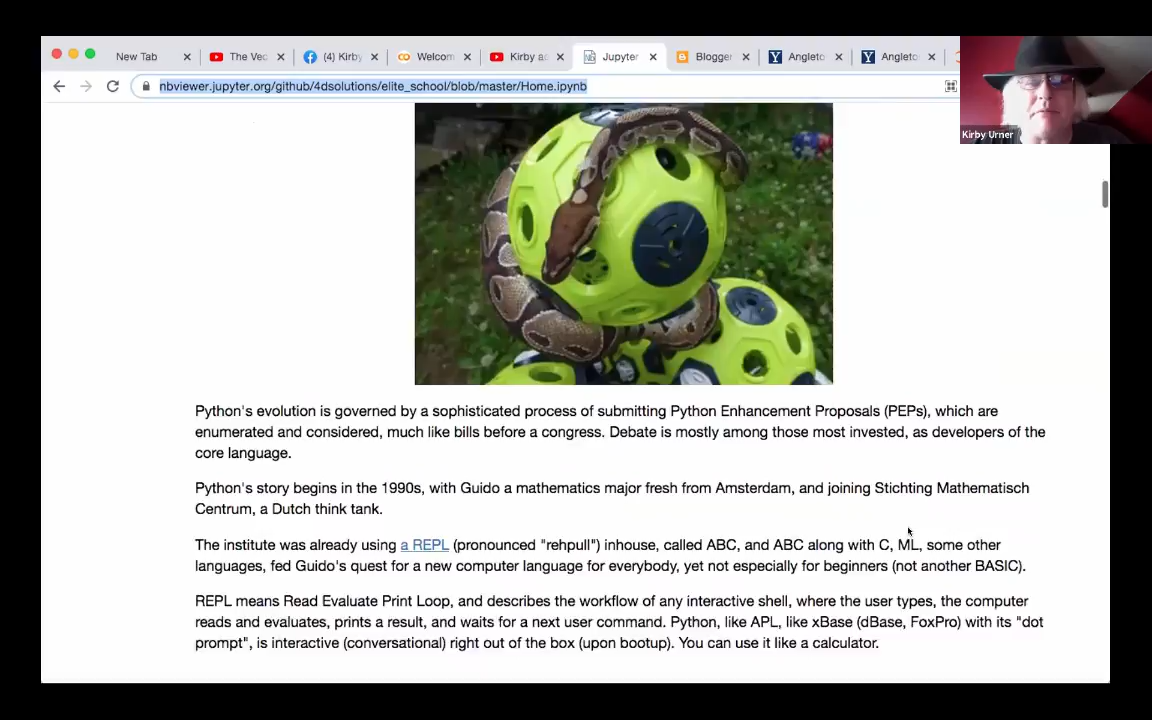 New Tab
The Vec
(4) Kirby
Welcom
Kirby as
Jupyter
Blogger
Angleto
Angleto
nbviewer.jupyter.org/github/4dsolutions/elite_school/blob/master/Home.ipynb
Kirby Urner
Python's evolution is governed by a sophisticated process of submitting Python Enhancement Proposals (PEPs), which are
enumerated and considered, much like bills before a congress. Debate is mostly among those most invested, as developers of the
core language.
Python's story begins in the 1990s, with Guido a mathematics major fresh from Amsterdam, and joining Stichting Mathematisch
Centrum, a Dutch think tank.
The institute was already using a REPL (pronounced "rehpull") inhouse, called ABC, and ABC along with C, ML, some other
languages, fed Guido's quest for a new computer language for everybody, yet not especially for beginners (not another BASIC).
REPL means Read Evaluate Print Loop, and describes the workflow of any interactive shell, where the user types, the computer
reads and evaluates, prints a result, and waits for a next user command. Python, like APL, like xBase (dBase, FoxPro) with its "dot
prompt", is interactive (conversational) right out of the box (upon bootup). You can use it like a calculator.